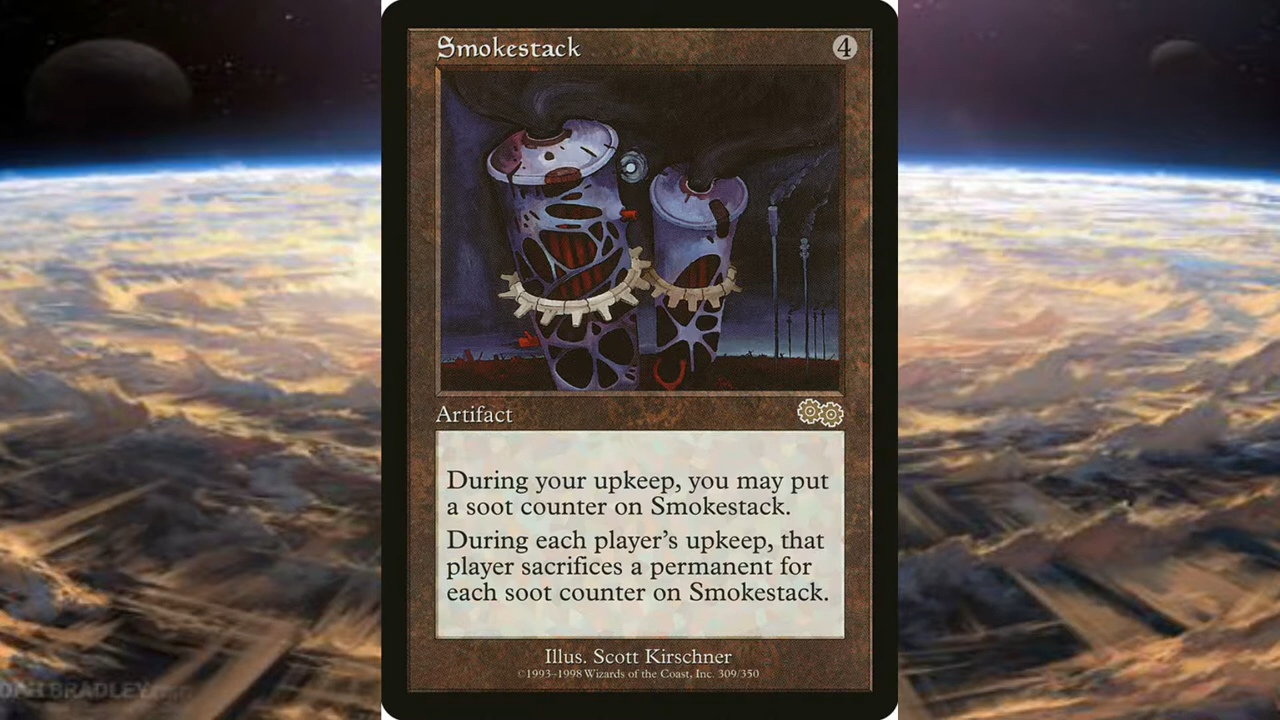 Smokestack 4
Artifact
During your upkeep, you may put
a soot counter on Smokestack.
During each player's upkeep, that
player sacrifices a permanent for
each soot counter on Smokestack.
Illus. Scott Kirschner
©1993–1998 Wizards of the Coast, Inc. 309/350
BRADLEY